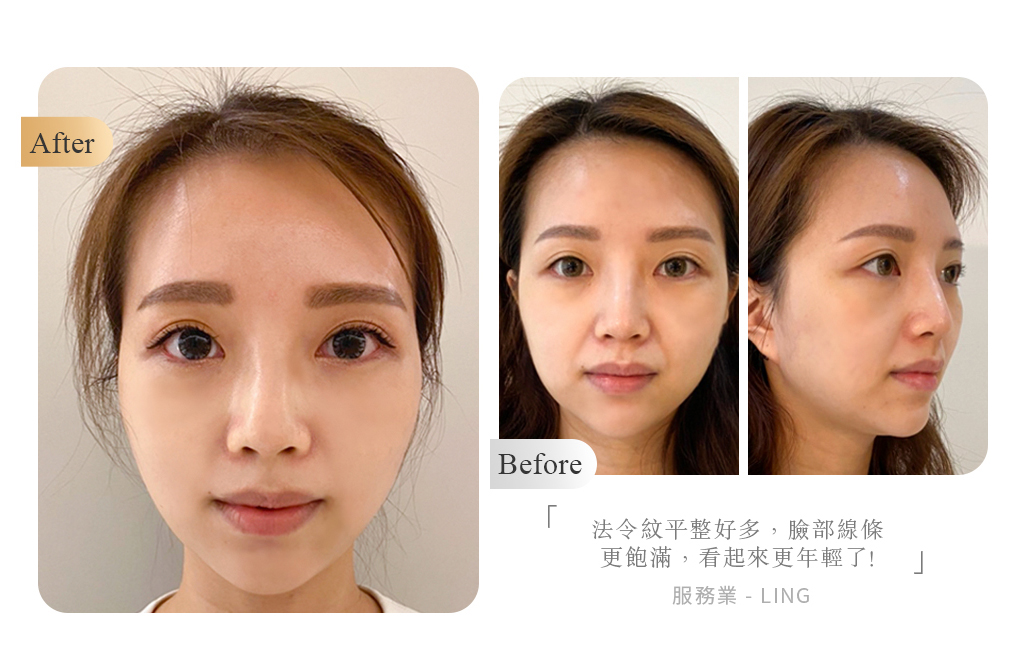 After
Before
「 法令紋平整好多，臉部線條
更飽滿，看起來更年輕了! 」
服務業 - LING